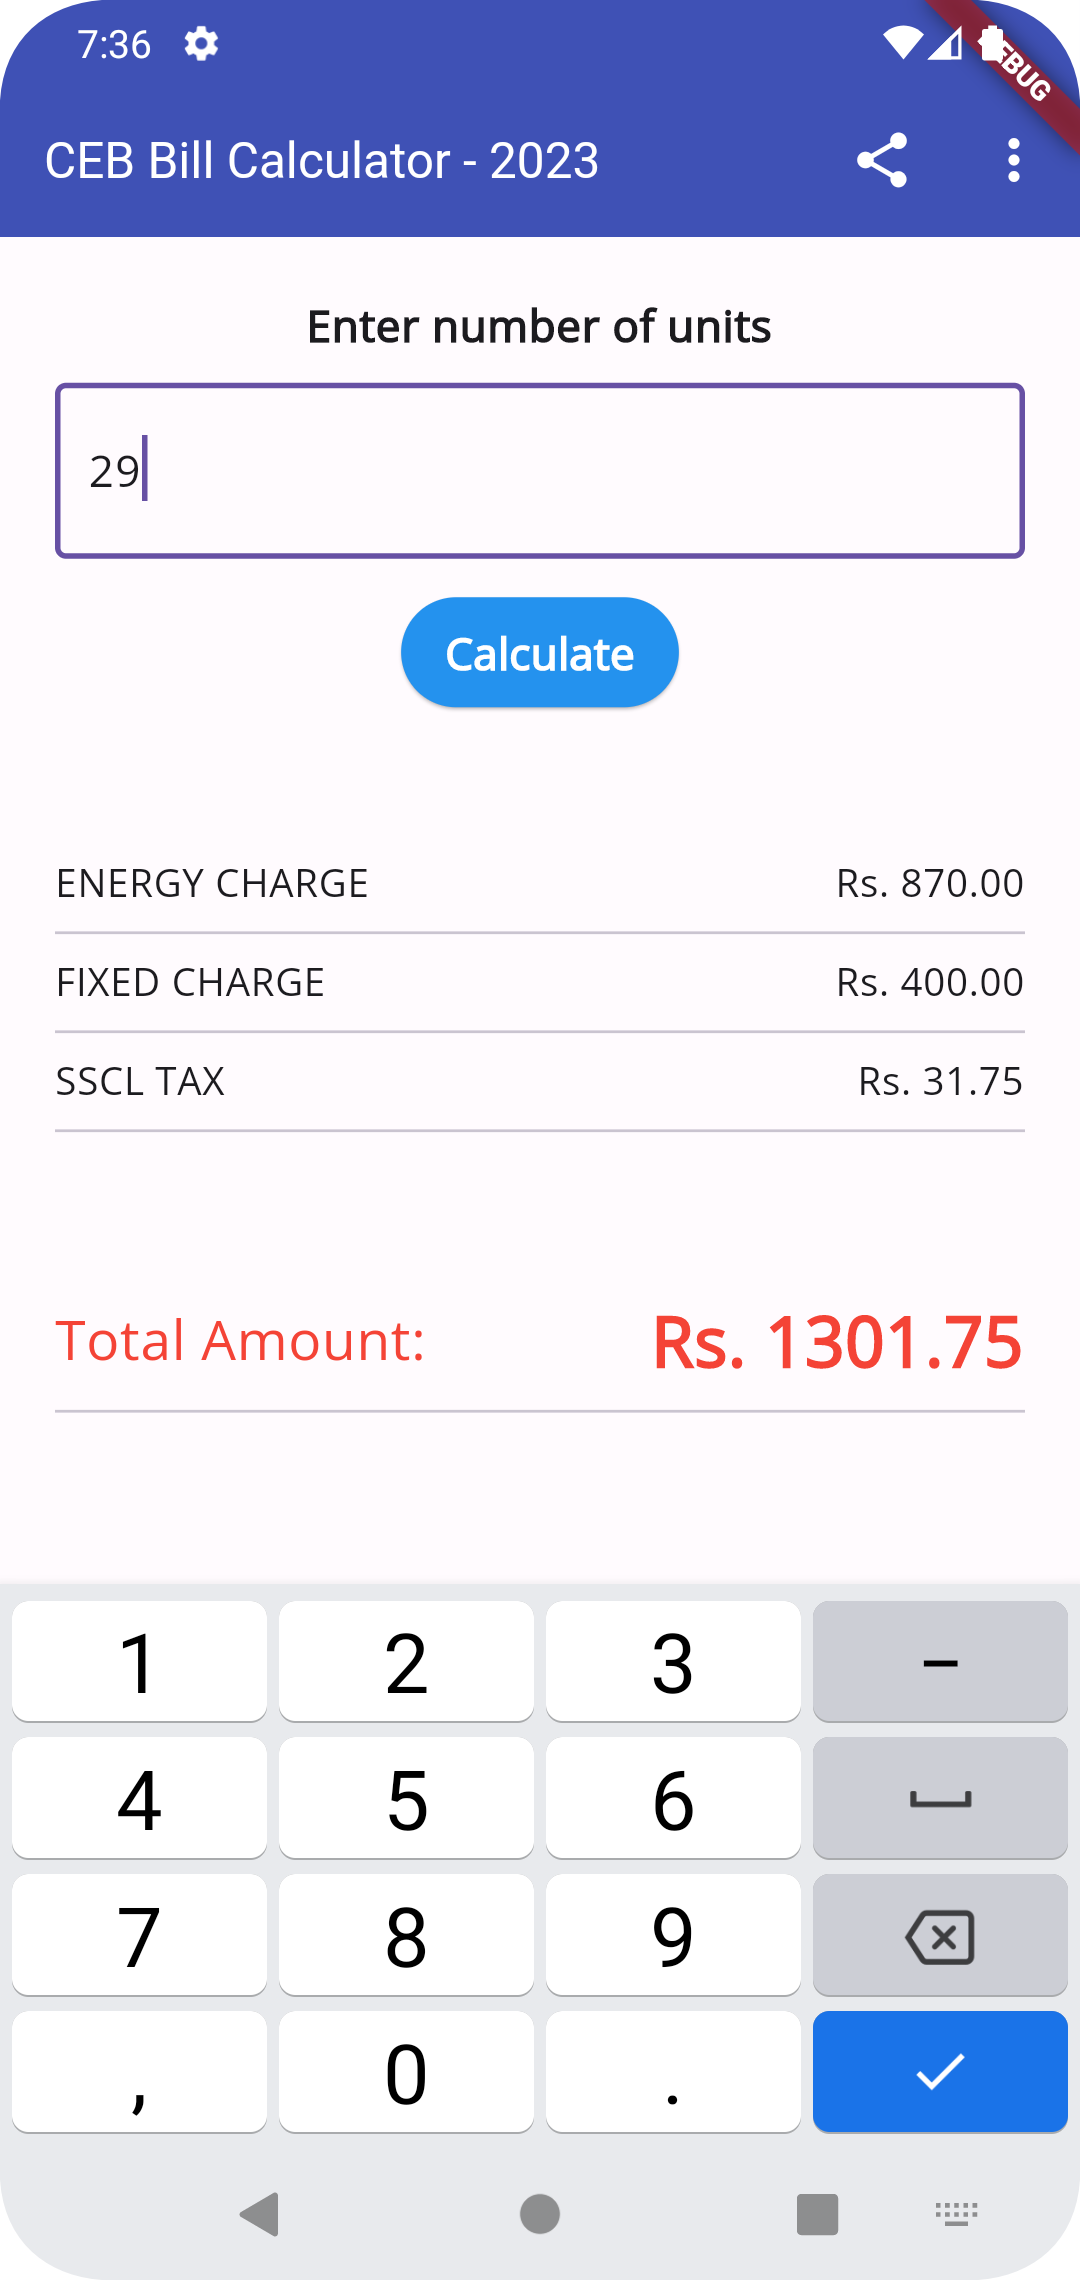 7:36
CEB Bill Calculator - 2023
Enter number of units
29
Calculate
ENERGY CHARGE Rs. 870.00
FIXED CHARGE Rs. 400.00
SSCL TAX Rs. 31.75
Total Amount: Rs. 1301.75
1 2 3 –
4 5 6
7 8 9
, 0 .